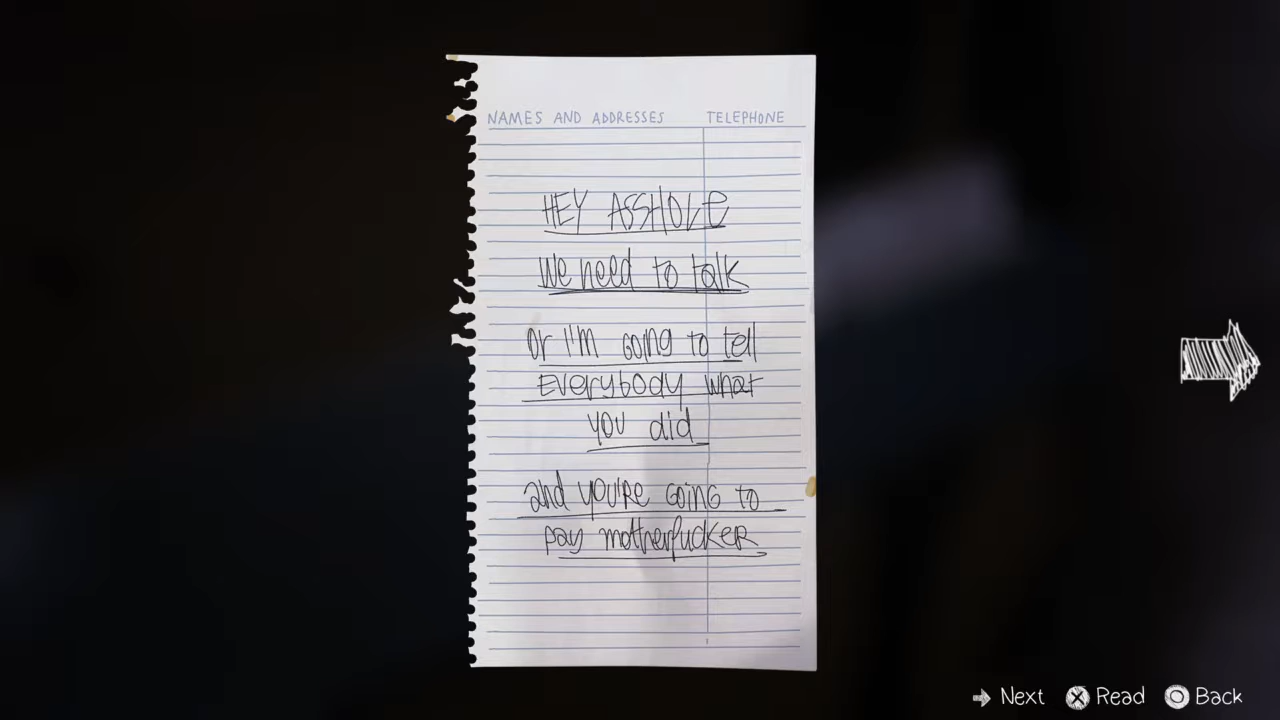 NAMES AND ADDRESSES TELEPHONE
HEY ASSHOLE
We need to talk
Or I'm going to tell
Everybody what
you did
and you're going to
pay motherfucker
Next Read Back